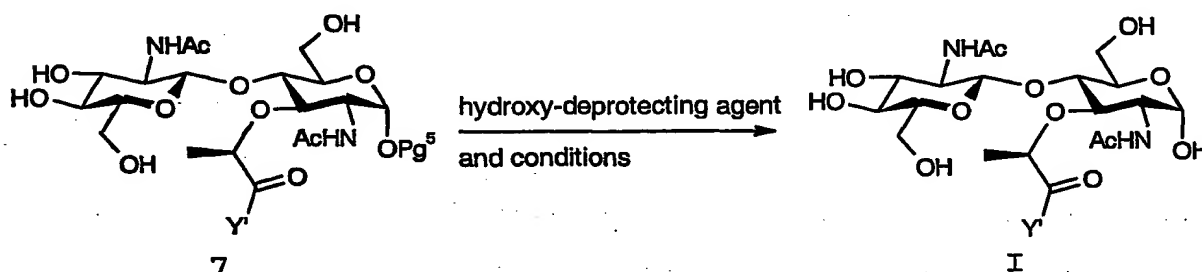 OH
NHAc
HO
O
O
HO
O
O
AcHN
OPg⁵
OH
O
Y'
7
hydroxy-deprotecting agent
and conditions
OH
NHAc
HO
O
O
HO
O
O
AcHN
OH
OH
O
Y'
I